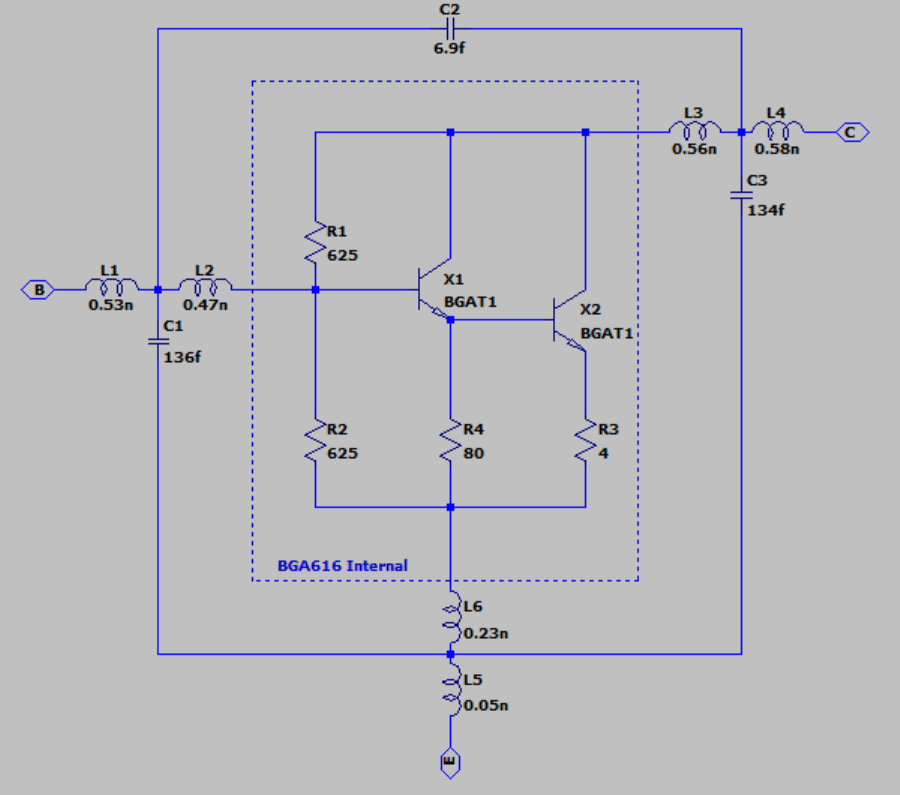 C2
6.9f
L3
L4
C
0.56n
0.58n
C3
134f
R1
625
L1
L2
X1
B
BGAT1
0.53n
0.47n
X2
C1
BGAT1
136f
R2
625
R4
80
R3
4
BGA616 Internal
L6
0.23n
L5
0.05n
E